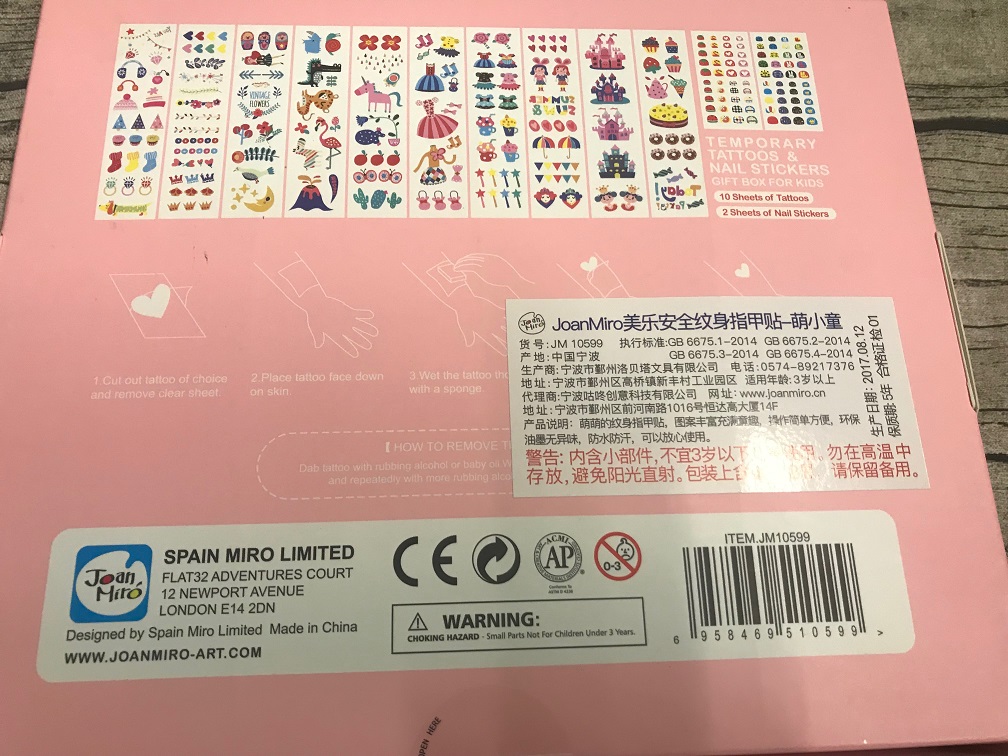 VINTAGE
FLOWERS
TEMPORARY
TATTOOS &
NAIL STICKERS
GIFT BOX FOR KIDS
10 Sheets of Tattoos
2 Sheets of Nail Stickers
1.Cut out tattoo of choice
and remove clear sheet.
2.Place tattoo face down
on skin.
3.Wet the tattoo
with a sponge.
HOW TO REMOVE
Dab tattoo with rubbing alcohol or baby oil
and repeatedly with more rubbing
Joan Miró
JoanMiro美乐安全纹身指甲贴-萌小童
货号:JM 10599 执行标准:GB 6675.1-2014 GB 6675.2-2014
产地:中国宁波 GB 6675.3-2014 GB 6675.4-2014
生产商:宁波市鄞州洛贝塔文具有限公司 电话:0574-89217376
地址:宁波市鄞州区高桥镇新丰村工业园区 适用年龄:3岁以上
代理商:宁波咕咚创意科技有限公司 网址:www.joanmiro.cn
地址:宁波市鄞州区前河南路1016号恒达高大厦14F
产品说明:萌萌的纹身指甲贴,图案丰富充满童趣,操作简单方便,环保
油墨无异味,防水防汗,可以放心使用。
警告:内含小部件,不宜3岁以下 使用。勿在高温中
存放,避免阳光直射。包装上含 请保留备用。
生产日期:2017.08.12
保质期:5年 合格证:检01
Joan
Miró
SPAIN MIRO LIMITED
FLAT32 ADVENTURES COURT
12 NEWPORT AVENUE
LONDON E14 2DN
Designed by Spain Miro Limited Made in China
WWW.JOANMIRO-ART.COM
CE
ACMI
AP
Conforms to
ASTM D 4236
0-3
WARNING:
CHOKING HAZARD - Small Parts Not For Children Under 3 Years.
ITEM.JM10599
6 958469 510599 >
OPEN HERE